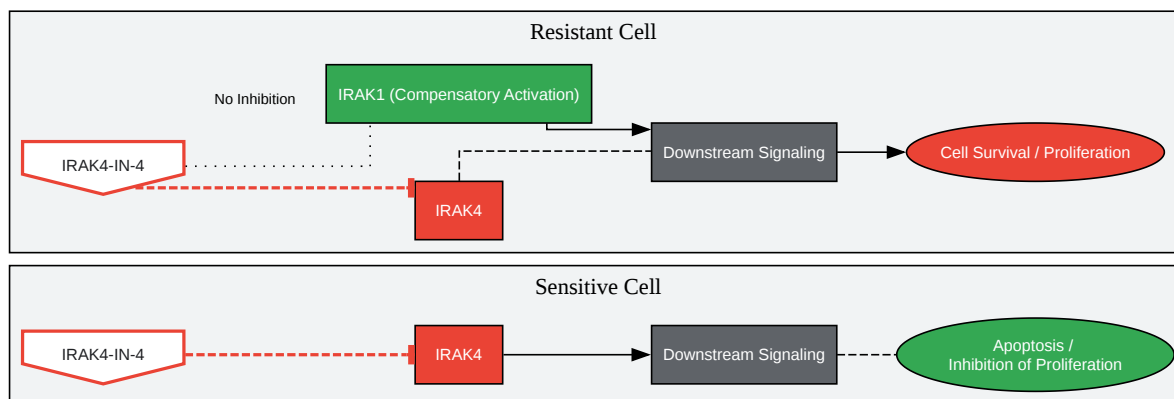 Resistant Cell
No Inhibition
IRAK1 (Compensatory Activation)
IRAK4-IN-4
Downstream Signaling
Cell Survival / Proliferation
IRAK4
Sensitive Cell
IRAK4-IN-4
IRAK4
Downstream Signaling
Apoptosis /
Inhibition of Proliferation